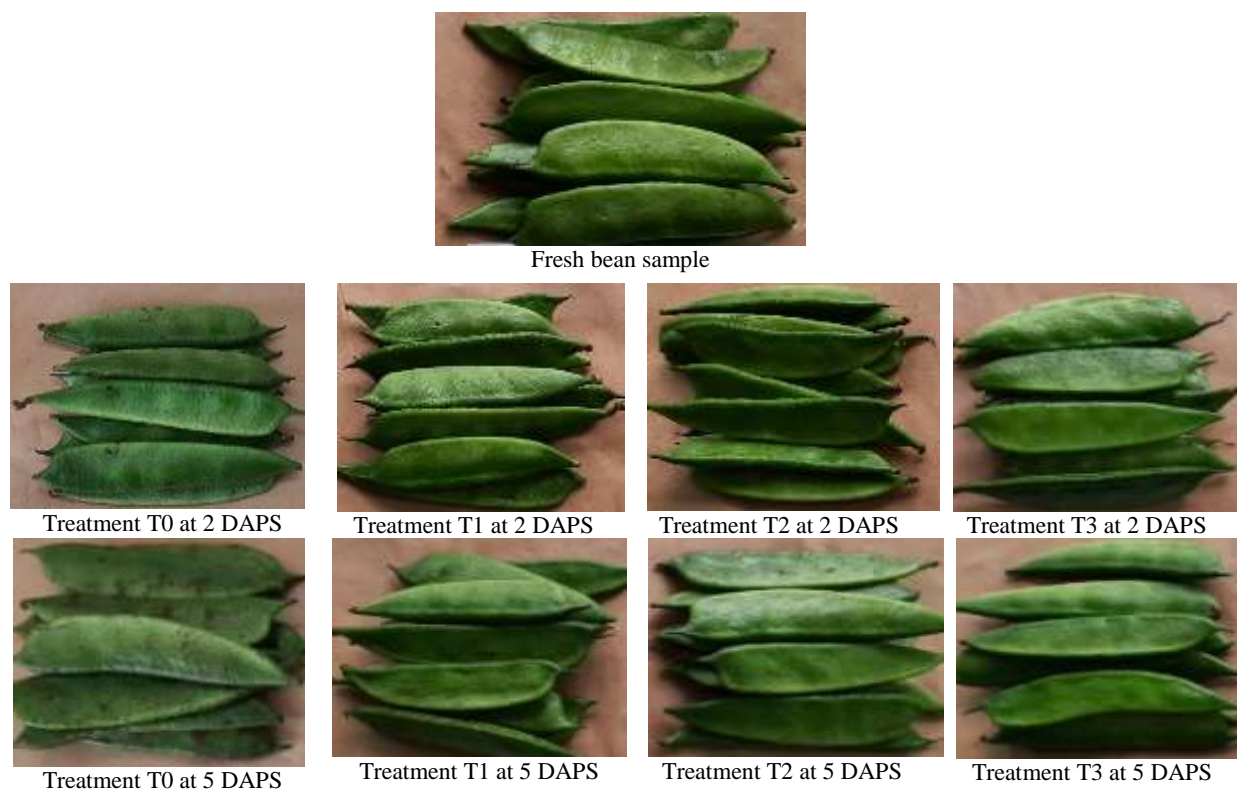 Fresh bean sample
Treatment T0 at 2 DAPS
Treatment T1 at 2 DAPS
Treatment T2 at 2 DAPS
Treatment T3 at 2 DAPS
Treatment T0 at 5 DAPS
Treatment T1 at 5 DAPS
Treatment T2 at 5 DAPS
Treatment T3 at 5 DAPS